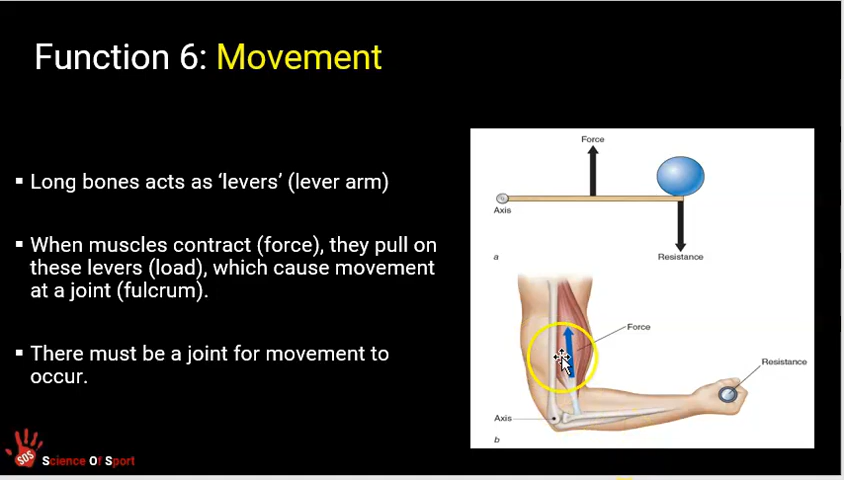 Function 6: Movement
▪ Long bones acts as ‘levers’ (lever arm)
▪ When muscles contract (force), they pull on
these levers (load), which cause movement
at a joint (fulcrum).
▪ There must be a joint for movement to
occur.
Force
Axis
Resistance
a
Force
Resistance
Axis
b
SOS
Science Of Sport